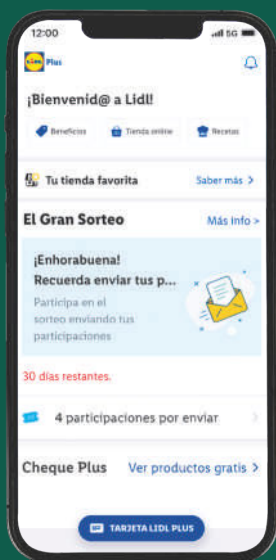 12:00
5G
Lidl Plus
¡Bienvenid@ a Lidl!
Beneficios Tienda online Recetas
Tu tienda favorita Saber más >
El Gran Sorteo Más info >
¡Enhorabuena!
Recuerda enviar tus p...
Participa en el
sorteo enviando tus
participaciones
30 días restantes.
4 participaciones por enviar >
Cheque Plus Ver productos gratis >
TARJETA LIDL PLUS